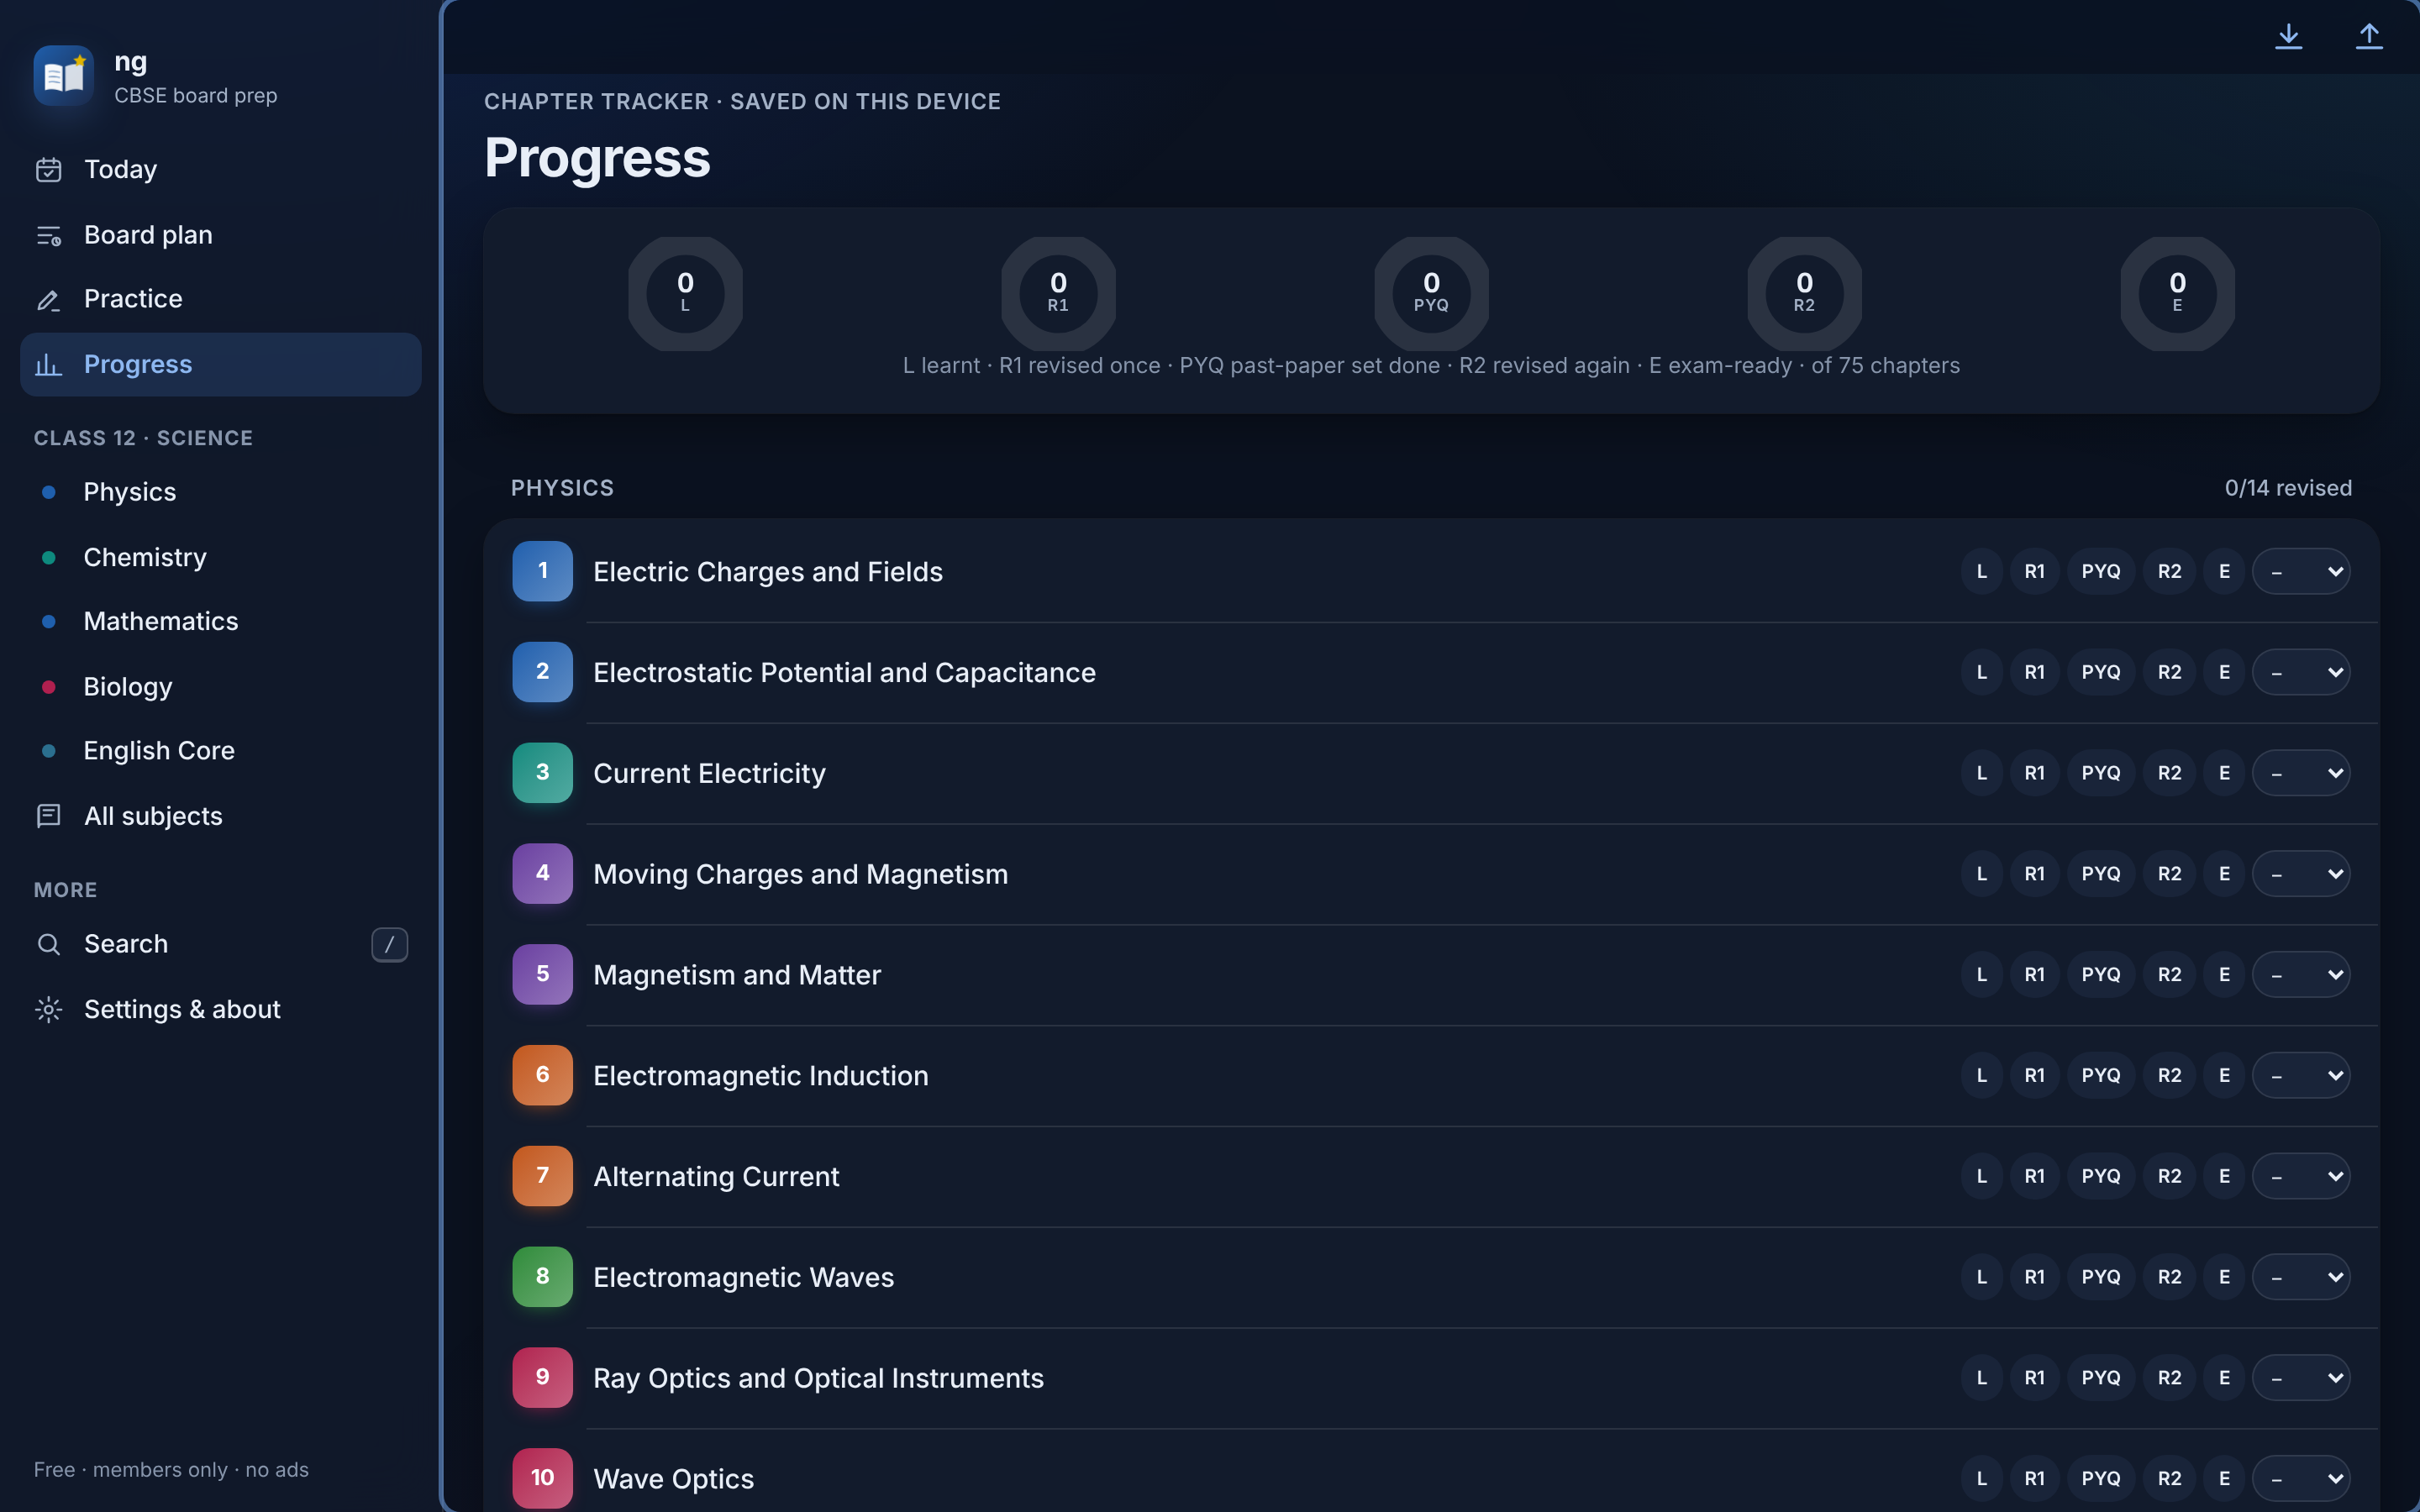 ng
CBSE board prep
Today
Board plan
Practice
Progress
CLASS 12 · SCIENCE
Physics
Chemistry
Mathematics
Biology
English Core
All subjects
MORE
Search /
Settings & about
Free · members only · no ads
CHAPTER TRACKER · SAVED ON THIS DEVICE
Progress
0 L
0 R1
0 PYQ
0 R2
0 E
L learnt · R1 revised once · PYQ past-paper set done · R2 revised again · E exam-ready · of 75 chapters
PHYSICS 0/14 revised
1 Electric Charges and Fields L R1 PYQ R2 E –
2 Electrostatic Potential and Capacitance L R1 PYQ R2 E –
3 Current Electricity L R1 PYQ R2 E –
4 Moving Charges and Magnetism L R1 PYQ R2 E –
5 Magnetism and Matter L R1 PYQ R2 E –
6 Electromagnetic Induction L R1 PYQ R2 E –
7 Alternating Current L R1 PYQ R2 E –
8 Electromagnetic Waves L R1 PYQ R2 E –
9 Ray Optics and Optical Instruments L R1 PYQ R2 E –
10 Wave Optics L R1 PYQ R2 E –